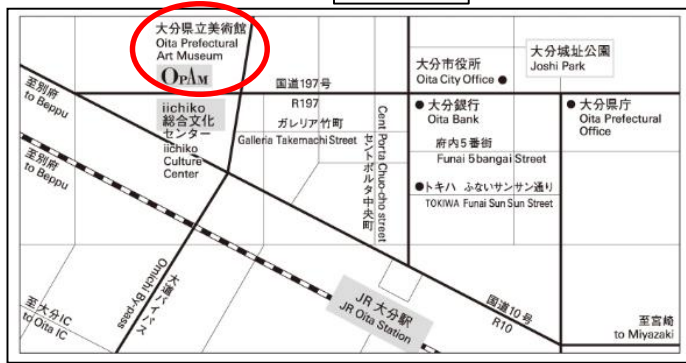 大分県立美術館
Oita Prefectural
Art Museum
OPAM
国道197号
R197
至別府
to Beppu
iichiko
総合文化
センター
iichiko
Culture
Center
ガレリア竹町
Galleria Takemachi Street
Cent Porta Chuo-cho street
セントポルタ中央町
大分市役所
Oita City Office
大分城址公園
Joshi Park
大分銀行
Oita Bank
大分県庁
Oita Prefectural
Office
府内5番街
Funai 5bangai Street
トキハ ふないサンサン通り
TOKIWA Funai Sun Sun Street
至別府
to Beppu
大道バイパス
Omichi By-pass
至大分IC
to Oita IC
JR 大分駅
JR Oita Station
国道10号
R10
至宮崎
to Miyazaki